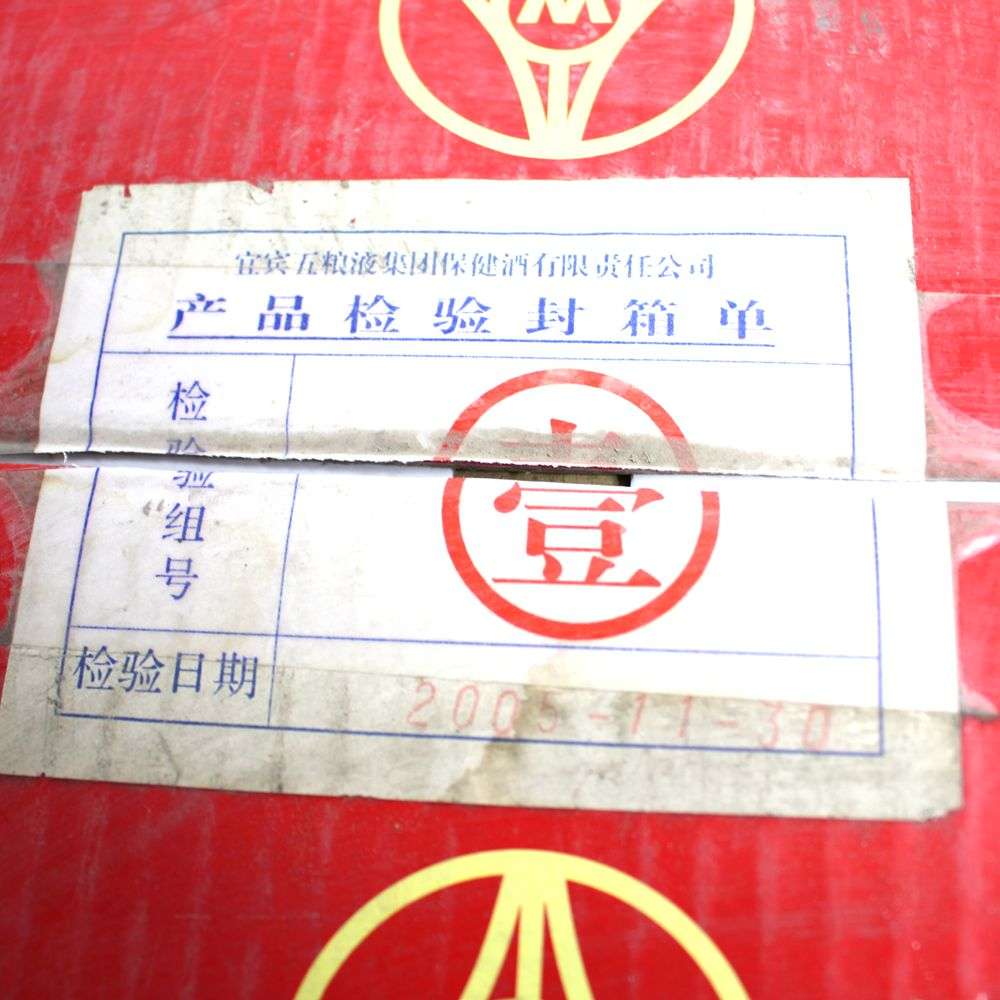 W
宜宾五粮液集团保健酒有限责任公司
产品检验封箱单
检验组号
壹
检验日期
2005-11-30